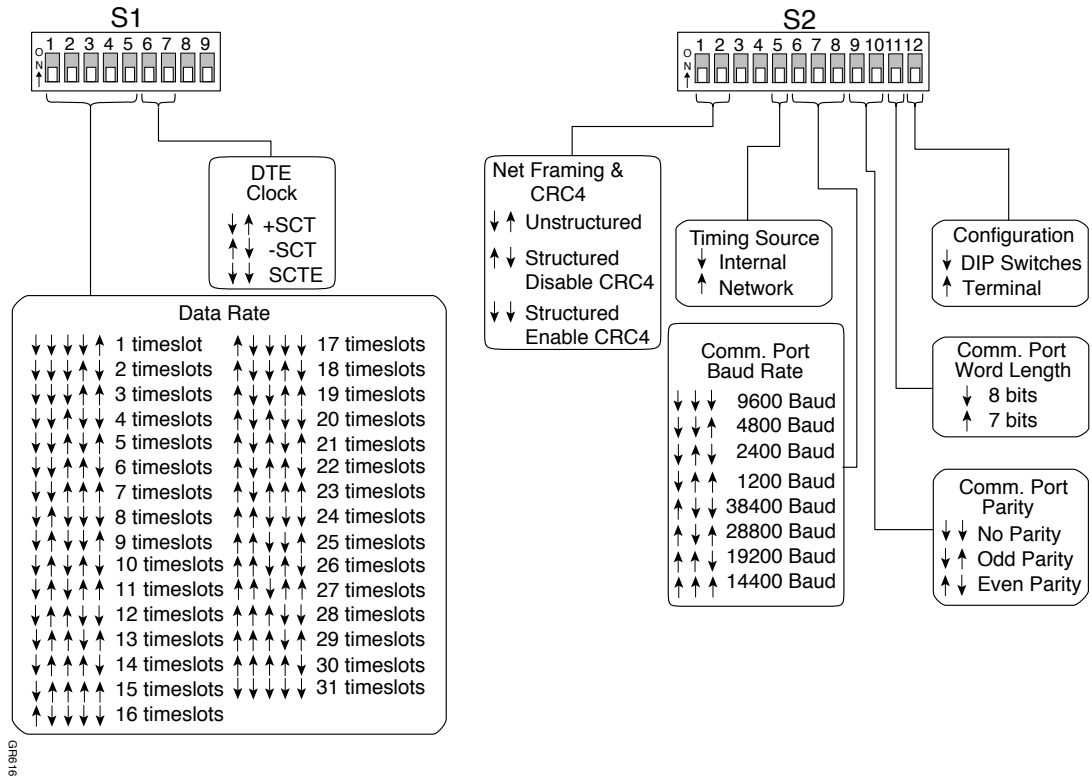 S1
1 2 3 4 5 6 7 8 9
ON
DTE
Clock
+SCT
-SCT
SCTE
Data Rate
1 timeslot
2 timeslots
3 timeslots
4 timeslots
5 timeslots
6 timeslots
7 timeslots
8 timeslots
9 timeslots
10 timeslots
11 timeslots
12 timeslots
13 timeslots
14 timeslots
15 timeslots
16 timeslots
17 timeslots
18 timeslots
19 timeslots
20 timeslots
21 timeslots
22 timeslots
23 timeslots
24 timeslots
25 timeslots
26 timeslots
27 timeslots
28 timeslots
29 timeslots
30 timeslots
31 timeslots
S2
1 2 3 4 5 6 7 8 9 10 11 12
ON
Net Framing &
CRC4
Unstructured
Structured
Disable CRC4
Structured
Enable CRC4
Timing Source
Internal
Network
Comm. Port
Baud Rate
9600 Baud
4800 Baud
2400 Baud
1200 Baud
38400 Baud
28800 Baud
19200 Baud
14400 Baud
Configuration
DIP Switches
Terminal
Comm. Port
Word Length
8 bits
7 bits
Comm. Port
Parity
No Parity
Odd Parity
Even Parity
GR616